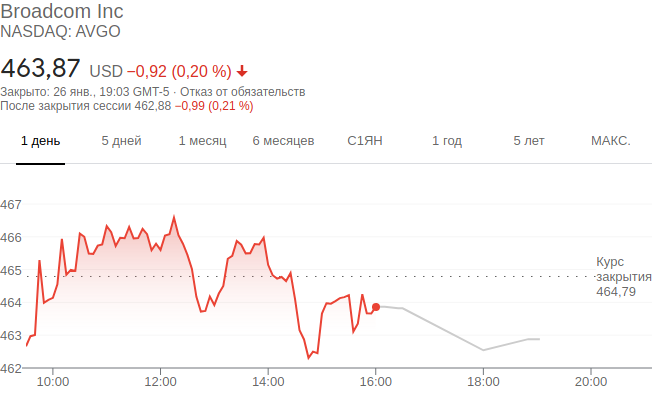 Broadcom Inc
NASDAQ: AVGO
463,87 USD −0,92 (0,20 %)
Закрыто: 26 янв., 19:03 GMT-5 · Отказ от обязательств
После закрытия сессии 462,88 −0,99 (0,21 %)
1 день 5 дней 1 месяц 6 месяцев С1ЯН 1 год 5 лет МАКС.
467
466
465
464
463
462
Курс
закрытия
464,79
10:00 12:00 14:00 16:00 18:00 20:00